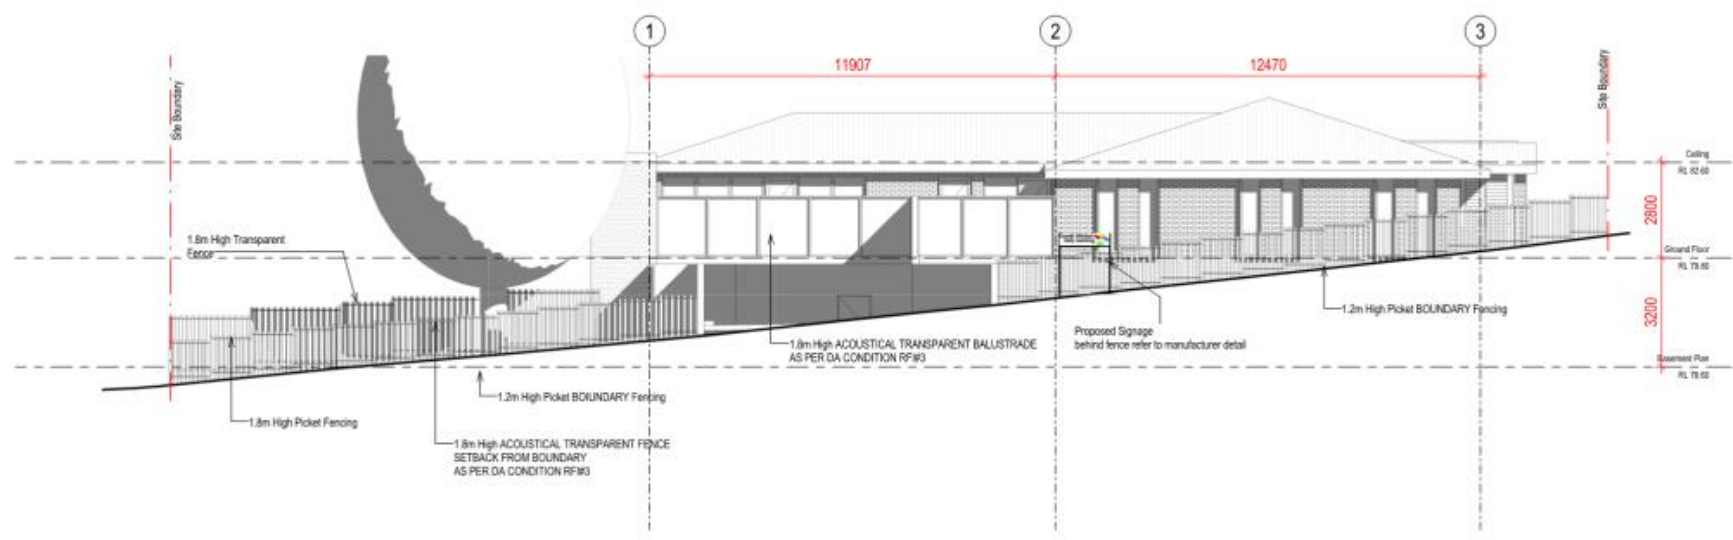 1
2
3
11907
12470
Site Boundary
Site Boundary
Ceiling
RL 82.60
2800
1.8m High Transparent
Fence
Ground Floor
RL 79.80
3200
1.2m High Picket BOUNDARY Fencing
Proposed Signage
behind fence refer to manufacturer detail
1.8m High ACOUSTICAL TRANSPARENT BALUSTRADE
AS PER DA CONDITION RFI#3
Basement Plan
RL 76.60
1.2m High Picket BOIUNDARY Fencing
1.8m High Picket Fencing
1.8m High ACOUSTICAL TRANSPARENT FENCE
SETBACK FROM BOUNDARY
AS PER DA CONDITION RFI#3